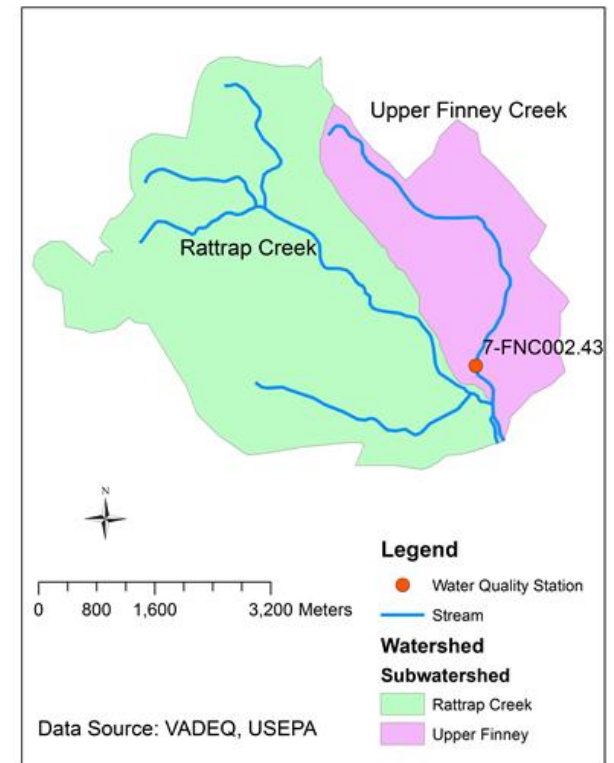 Upper Finney Creek
Rattrap Creek
7-FNC002.43
N
0 800 1,600 3,200 Meters
Legend
Water Quality Station
Stream
Watershed
Subwatershed
Rattrap Creek
Upper Finney
Data Source: VADEQ, USEPA